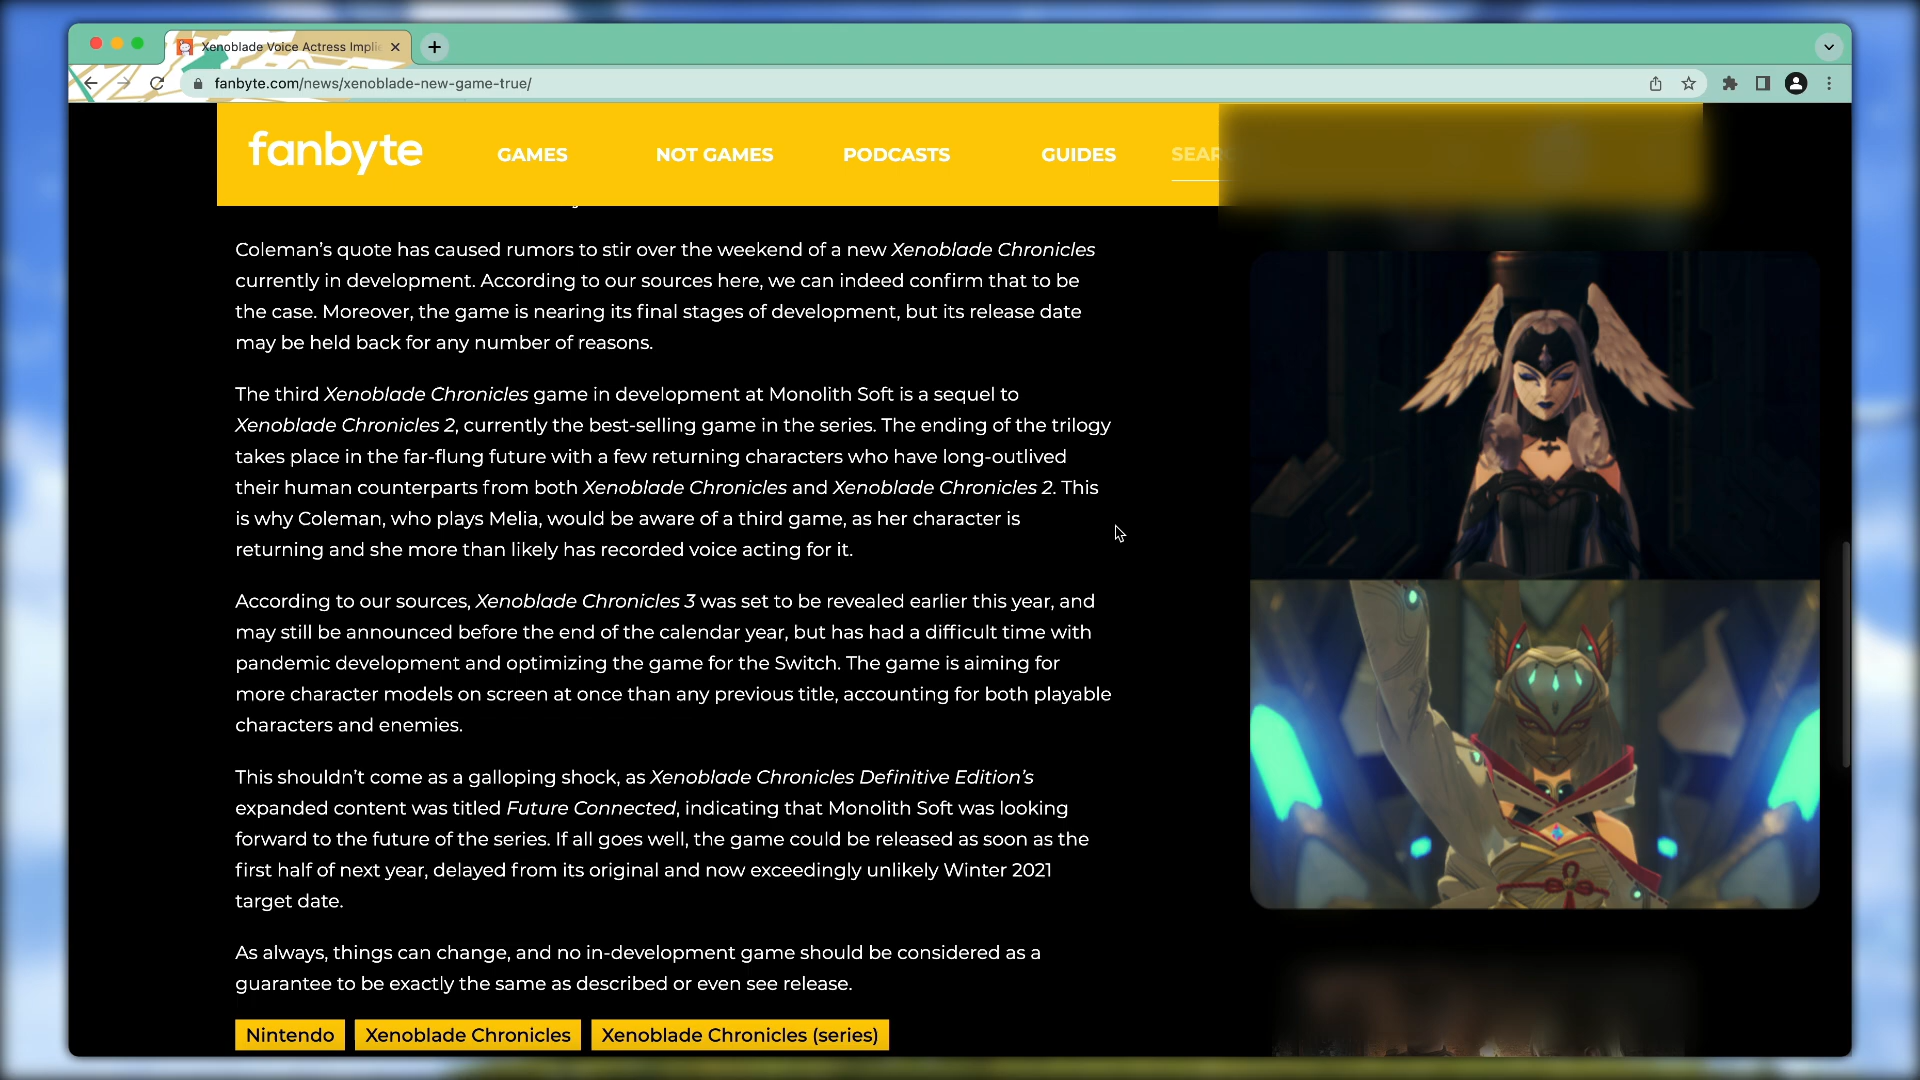 Xenoblade Voice Actress Impli
fanbyte.com/news/xenoblade-new-game-true/
fanbyte
GAMES
NOT GAMES
PODCASTS
GUIDES
Coleman’s quote has caused rumors to stir over the weekend of a new Xenoblade Chronicles
currently in development. According to our sources here, we can indeed confirm that to be
the case. Moreover, the game is nearing its final stages of development, but its release date
may be held back for any number of reasons.
The third Xenoblade Chronicles game in development at Monolith Soft is a sequel to
Xenoblade Chronicles 2, currently the best-selling game in the series. The ending of the trilogy
takes place in the far-flung future with a few returning characters who have long-outlived
their human counterparts from both Xenoblade Chronicles and Xenoblade Chronicles 2. This
is why Coleman, who plays Melia, would be aware of a third game, as her character is
returning and she more than likely has recorded voice acting for it.
According to our sources, Xenoblade Chronicles 3 was set to be revealed earlier this year, and
may still be announced before the end of the calendar year, but has had a difficult time with
pandemic development and optimizing the game for the Switch. The game is aiming for
more character models on screen at once than any previous title, accounting for both playable
characters and enemies.
This shouldn’t come as a galloping shock, as Xenoblade Chronicles Definitive Edition’s
expanded content was titled Future Connected, indicating that Monolith Soft was looking
forward to the future of the series. If all goes well, the game could be released as soon as the
first half of next year, delayed from its original and now exceedingly unlikely Winter 2021
target date.
As always, things can change, and no in-development game should be considered as a
guarantee to be exactly the same as described or even see release.
Nintendo
Xenoblade Chronicles
Xenoblade Chronicles (series)